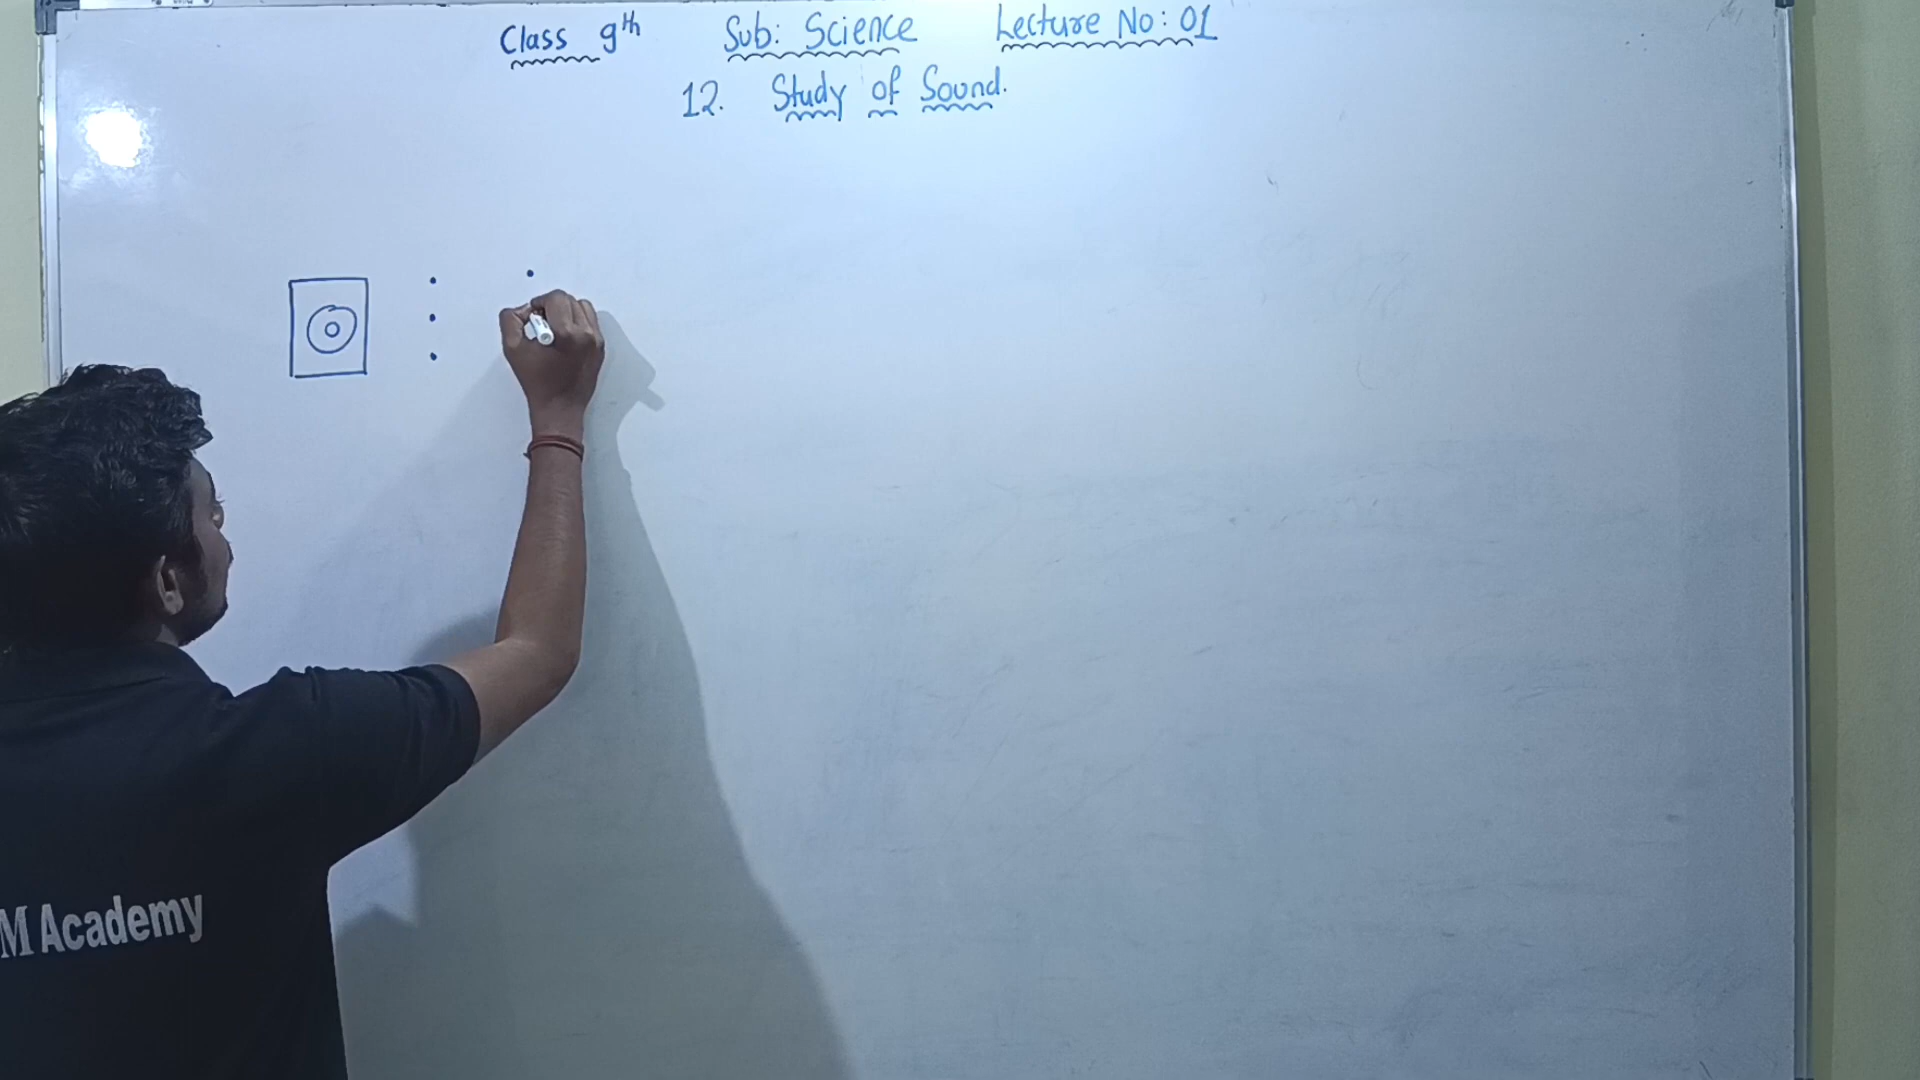 Class 9th Sub: Science Lecture No: 01
12. Study of Sound.
M Academy